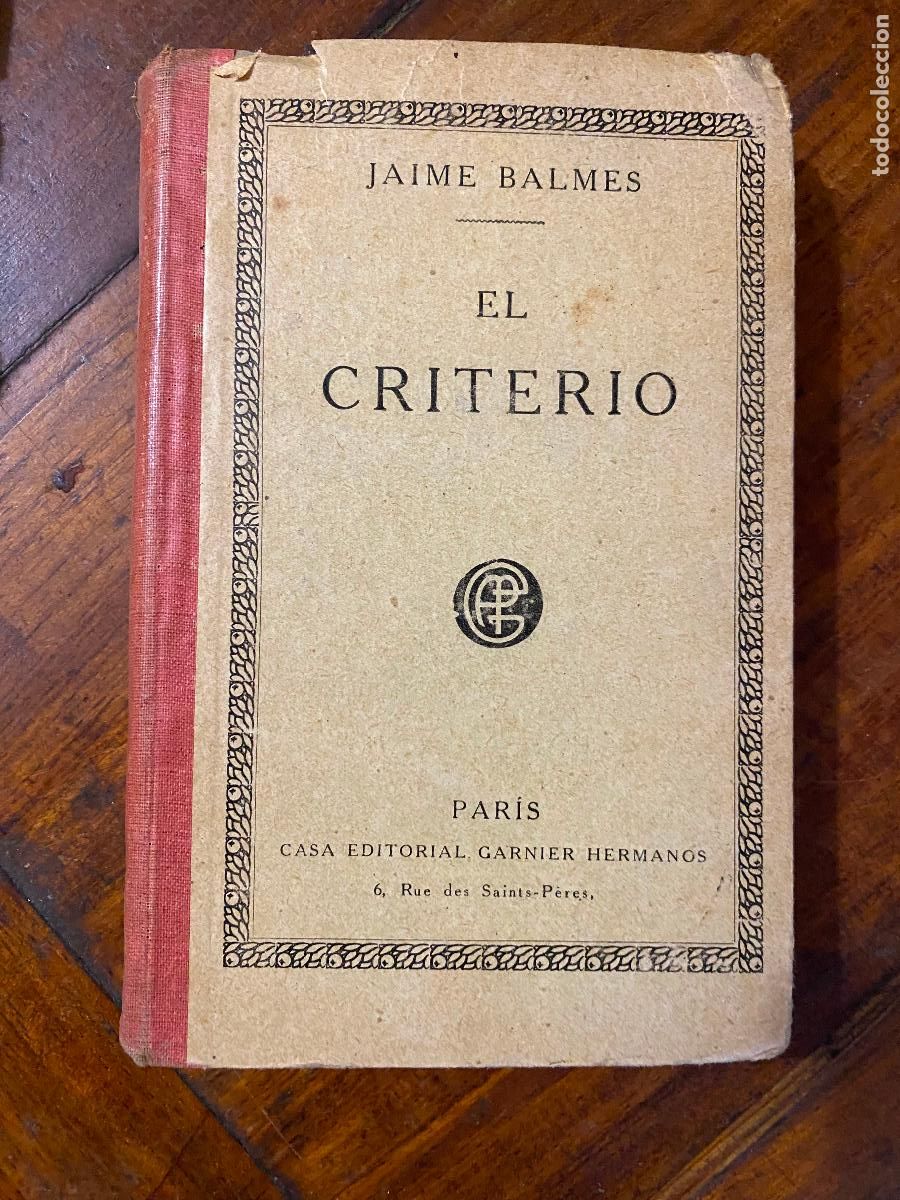 JAIME BALMES
EL
CRITERIO
PARÍS
CASA EDITORIAL GARNIER HERMANOS
6, Rue des Saints-Pères,
todocoleccion